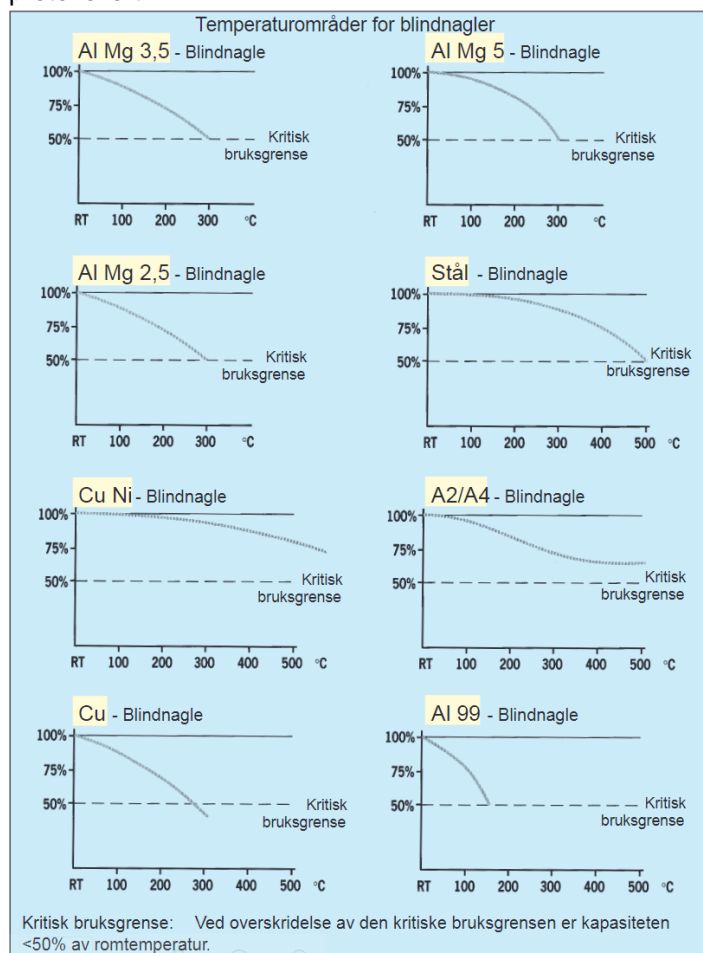 Temperaturområder for blindnagler
Al Mg 3,5 - Blindnagle
100%
75%
50%
Kritisk
bruksgrense
RT 100 200 300 °C
Al Mg 5 - Blindnagle
100%
75%
50%
Kritisk
bruksgrense
RT 100 200 300 °C
Al Mg 2,5 - Blindnagle
100%
75%
50%
Kritisk
bruksgrense
RT 100 200 300 °C
Stål - Blindnagle
100%
75%
50%
Kritisk
bruksgrense
RT 100 200 300 400 500 °C
Cu Ni - Blindnagle
100%
75%
50%
Kritisk
bruksgrense
RT 100 200 300 400 500 °C
A2/A4 - Blindnagle
100%
75%
50%
Kritisk
bruksgrense
RT 100 200 300 400 500 °C
Cu - Blindnagle
100%
75%
50%
Kritisk
bruksgrense
RT 100 200 300 400 500 °C
Al 99 - Blindnagle
100%
75%
50%
Kritisk
bruksgrense
RT 100 200 300 400 500 °C
Kritisk bruksgrense: Ved overskridelse av den kritiske bruksgrensen er kapasiteten
<50% av romtemperatur.